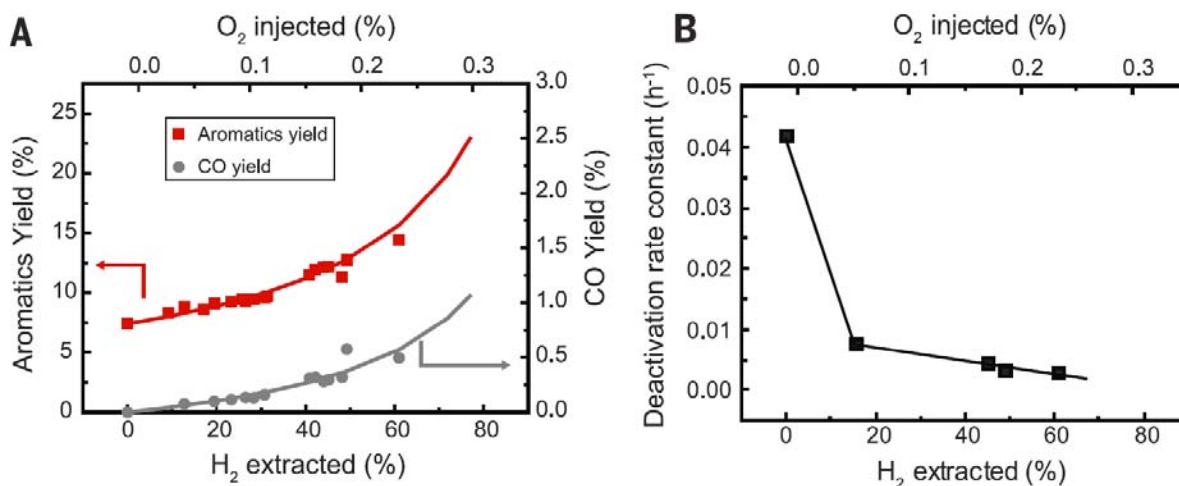 A
O₂ injected (%)
0.0 0.1 0.2 0.3
Aromatics Yield (%)
25
20
15
10
5
0
Aromatics yield
CO yield
3.0
2.5
2.0
1.5
1.0
0.5
0.0
CO Yield (%)
0 20 40 60 80
H₂ extracted (%)
B
O₂ injected (%)
0.0 0.1 0.2 0.3
Deactivation rate constant (h⁻¹)
0.05
0.04
0.03
0.02
0.01
0.00
0 20 40 60 80
H₂ extracted (%)